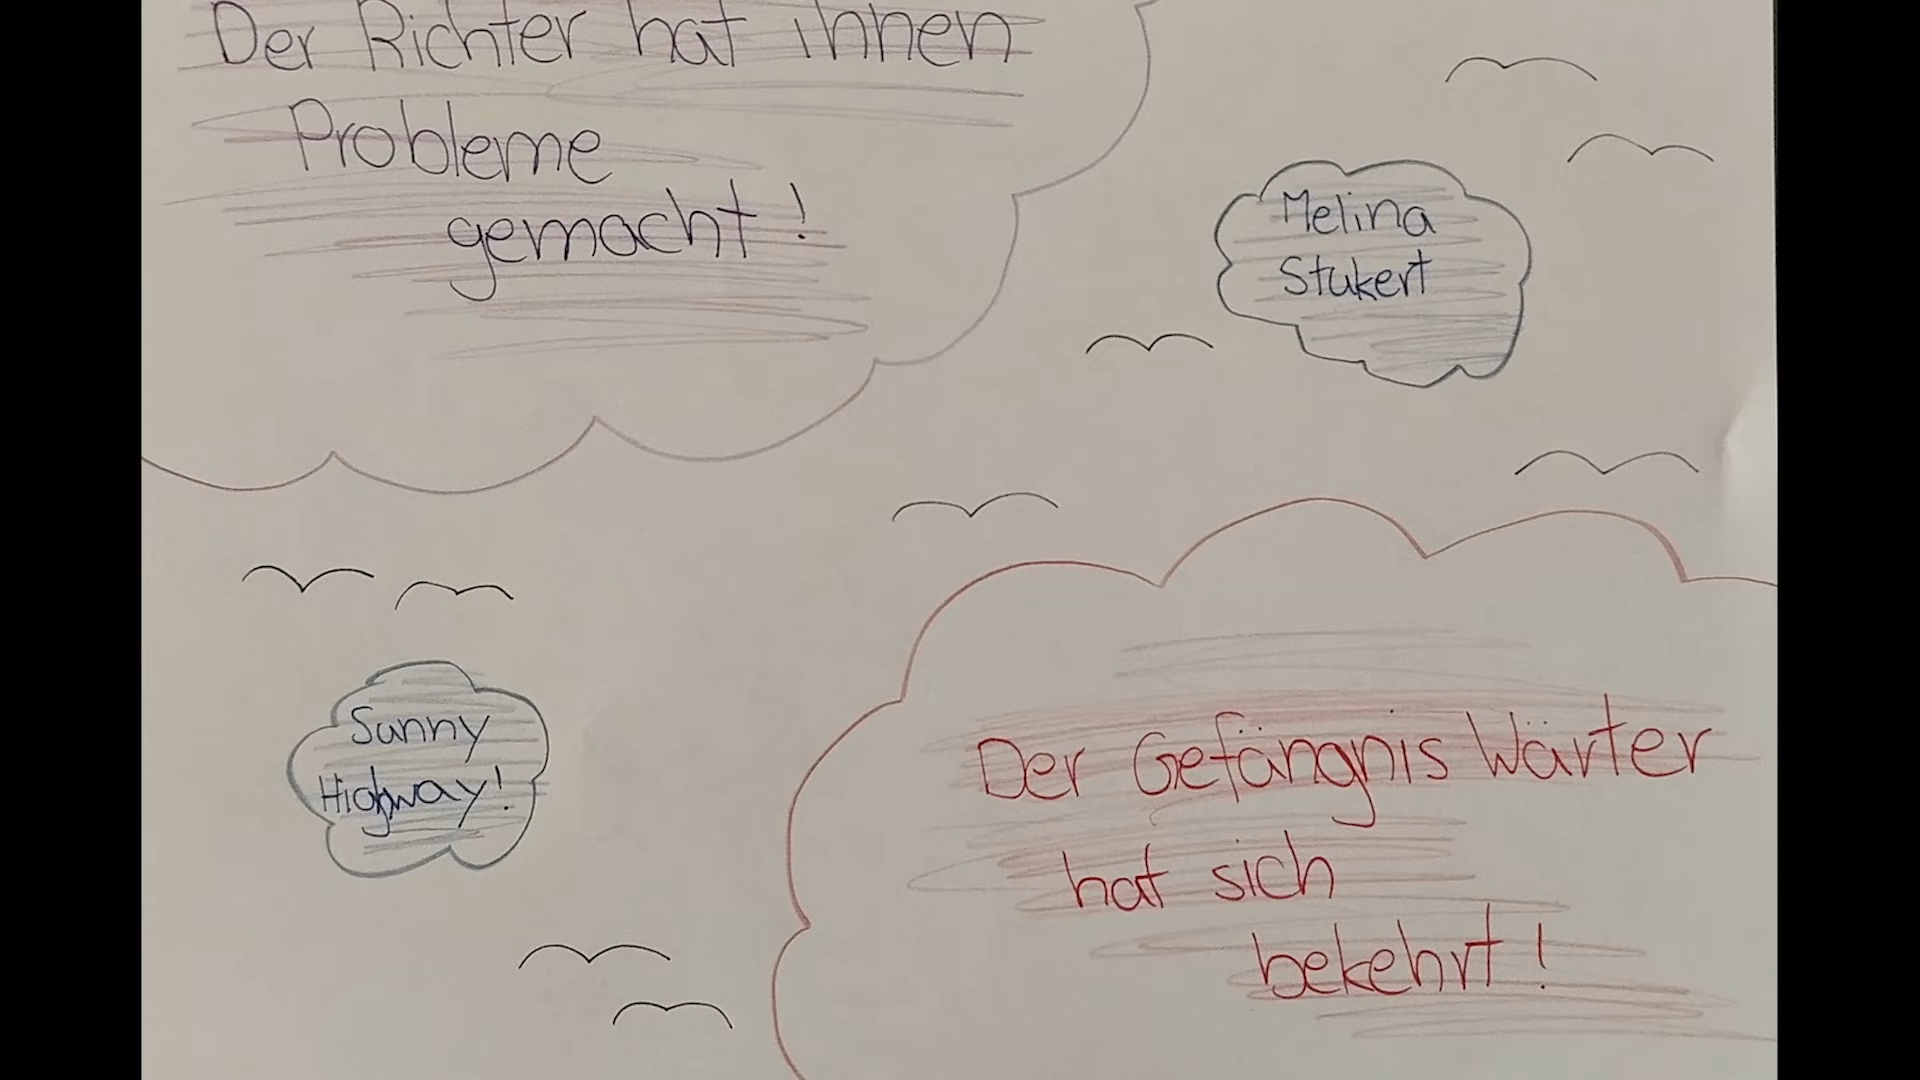 Der Richter hat ihnen
Probleme
gemacht!
Melina
Stukert
Sunny
Highway!
Der Gefängnis Wärter
hat sich
bekehrt!